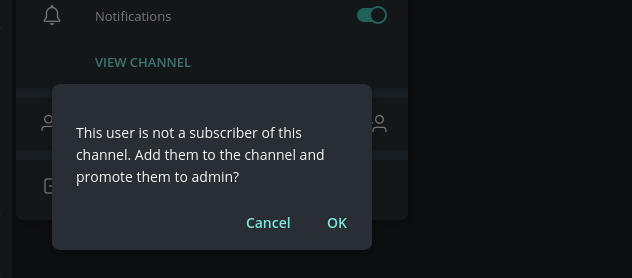 Notifications
VIEW CHANNEL
This user is not a subscriber of this
channel. Add them to the channel and
promote them to admin?
Cancel OK